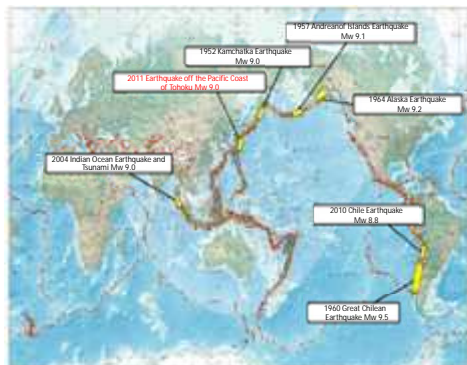 1957 Andreanof Islands Earthquake
Mw 9.1
1952 Kamchatka Earthquake
Mw 9.0
2011 Earthquake off the Pacific Coast
of Tohoku Mw 9.0
1964 Alaska Earthquake
Mw 9.2
2004 Indian Ocean Earthquake and
Tsunami Mw 9.0
2010 Chile Earthquake
Mw 8.8
1960 Great Chilean
Earthquake Mw 9.5